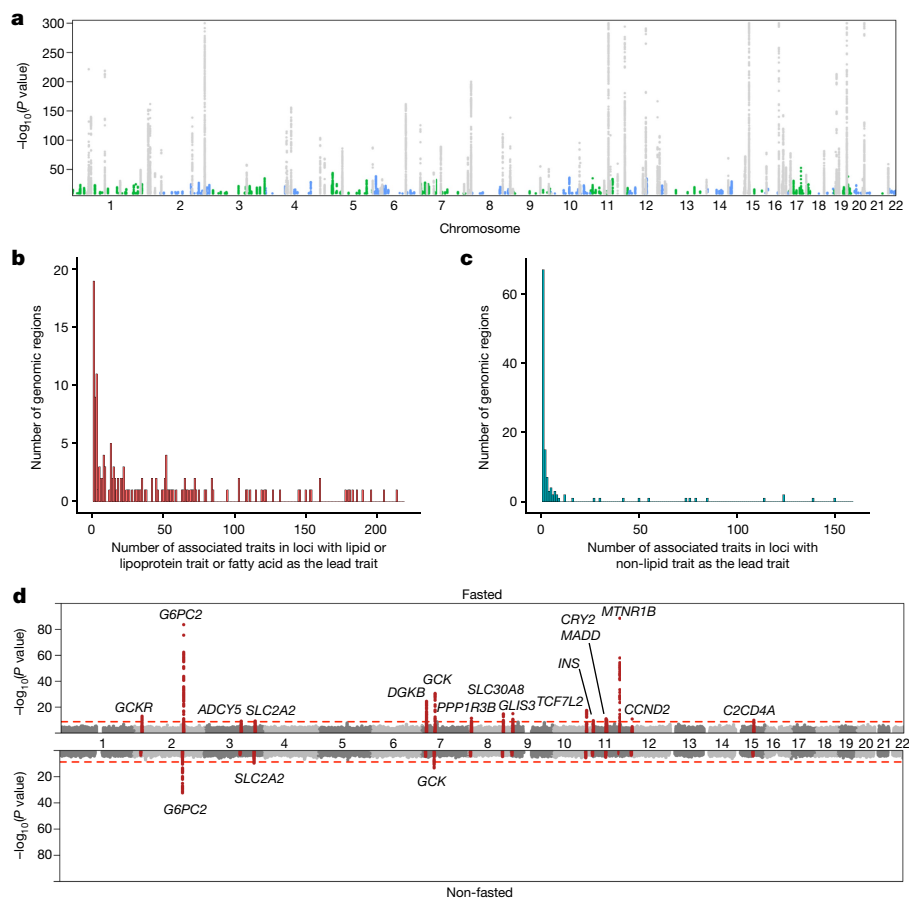 a
300
250
200
150
100
50
–log10(P value)
1 2 3 4 5 6 7 8 9 10 11 12 13 14 15 16 17 18 19 20 21 22
Chromosome
b
20
15
10
5
0
Number of genomic regions
0 50 100 150 200
Number of associated traits in loci with lipid or
lipoprotein trait or fatty acid as the lead trait
c
60
40
20
0
Number of genomic regions
0 50 100 150
Number of associated traits in loci with
non-lipid trait as the lead trait
d
Fasted
80
60
40
20
–log10(P value)
G6PC2
CRY2
MTNR1B
MADD
GCK
INS
DGKB
SLC30A8
GCKR
ADCY5
SLC2A2
PPP1R3B
GLIS3
TCF7L2
CCND2
C2CD4A
1 2 3 4 5 6 7 8 9 10 11 12 13 14 15 16 17 18 19 20 21 22
20
40
60
80
–log10(P value)
SLC2A2
GCK
G6PC2
Non-fasted